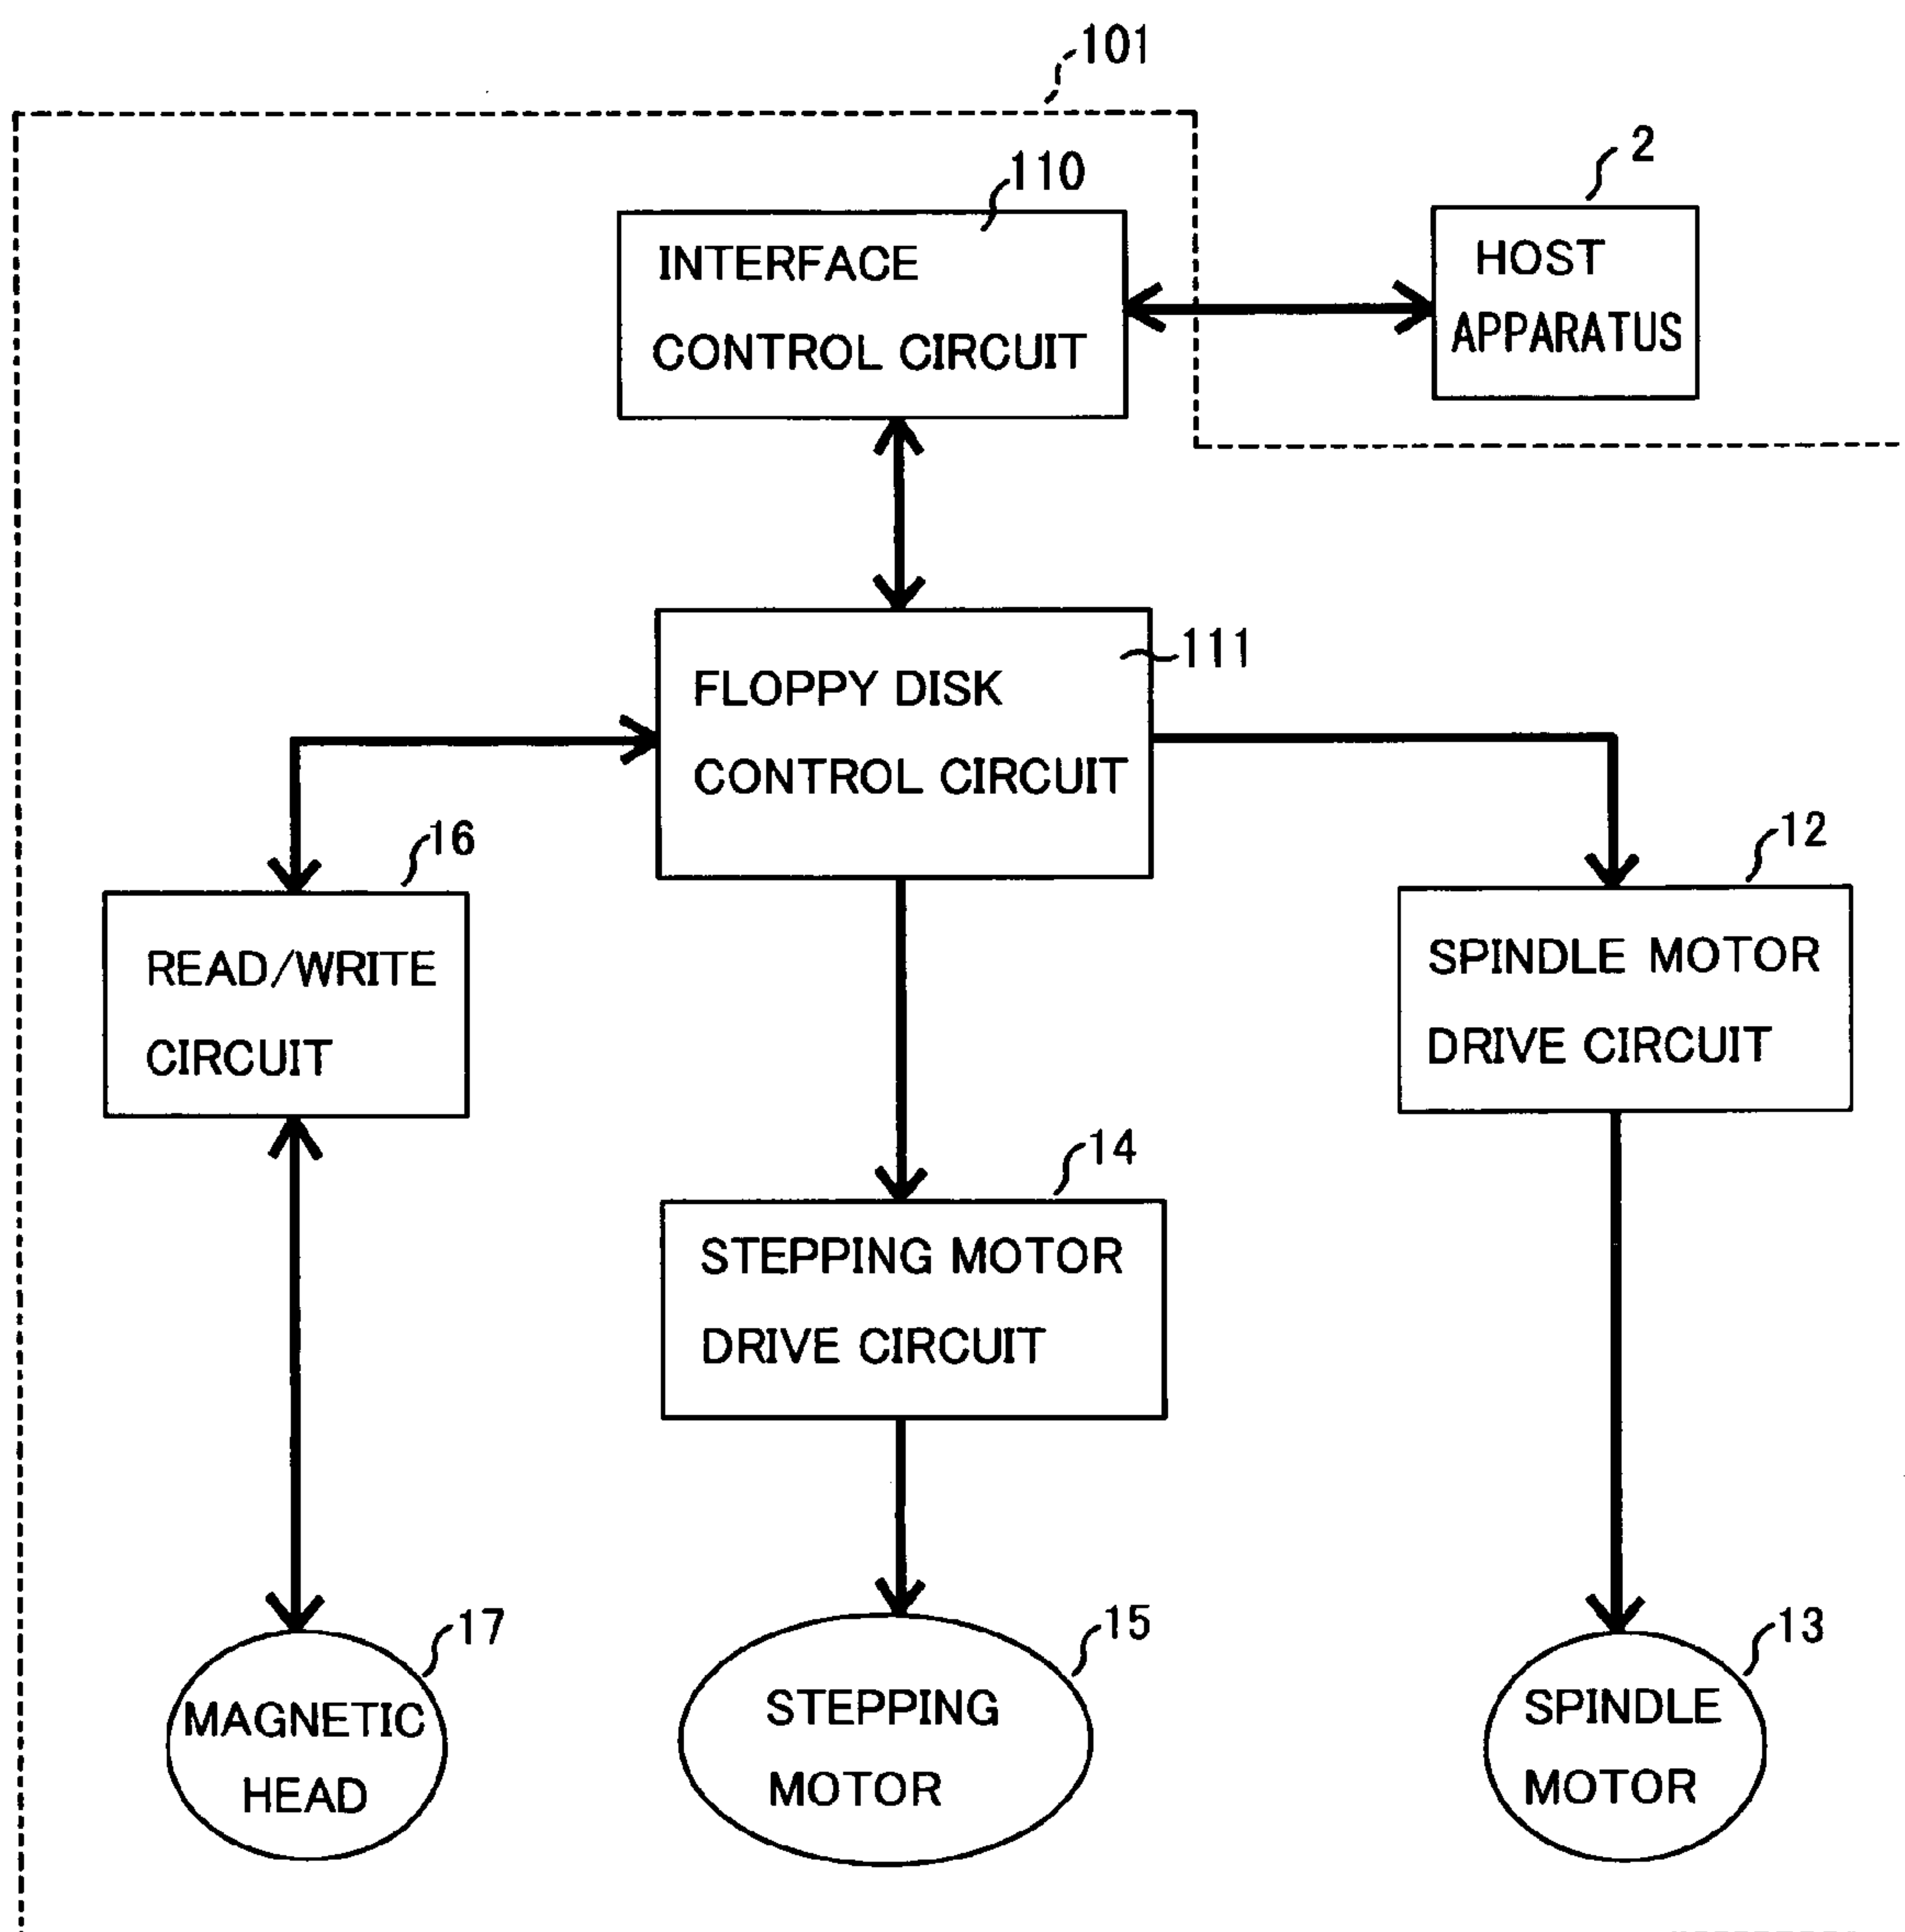 101
2
110
INTERFACE
CONTROL CIRCUIT
HOST
APPARATUS
111
FLOPPY DISK
CONTROL CIRCUIT
16
12
READ/WRITE
CIRCUIT
SPINDLE MOTOR
DRIVE CIRCUIT
14
STEPPING MOTOR
DRIVE CIRCUIT
17
15
13
MAGNETIC
HEAD
STEPPING
MOTOR
SPINDLE
MOTOR